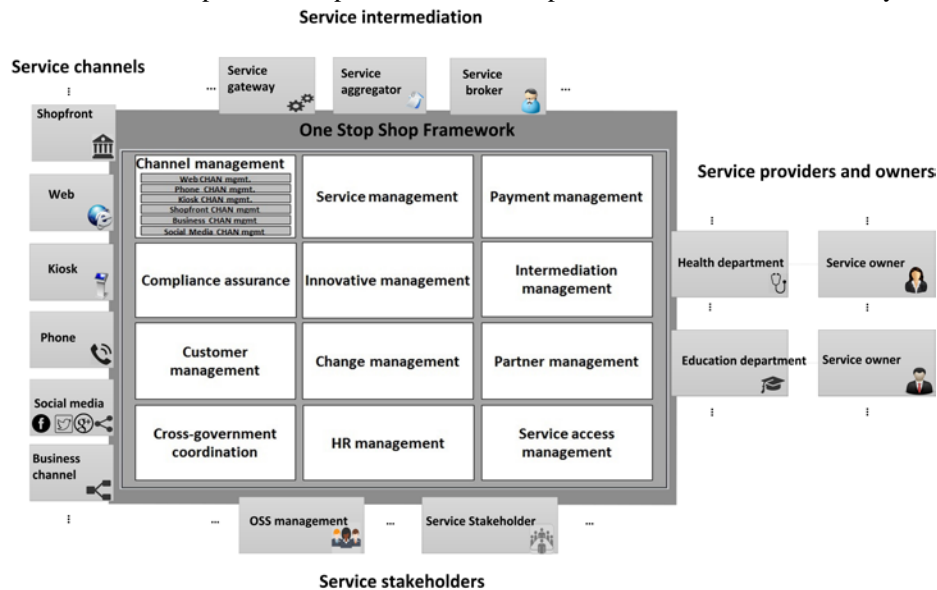 Service intermediation
Service channels
...
Service
gateway
Service
aggregator
Service
broker
...
Shopfront
Web
Kiosk
Phone
Social media
Business
channel
One Stop Shop Framework
Channel management
Web CHAN mgmt.
Phone CHAN mgmt.
Kiosk CHAN mgmt.
Shopfront CHAN mgmt
Business CHAN mgmt
Social Media CHAN mgmt
Service management
Payment management
Compliance assurance
Innovative management
Intermediation
management
Customer
management
Change management
Partner management
Cross-government
coordination
HR management
Service access
management
Service providers and owners
Health department
Service owner
Education department
Service owner
...
OSS management
...
Service Stakeholder
...
Service stakeholders